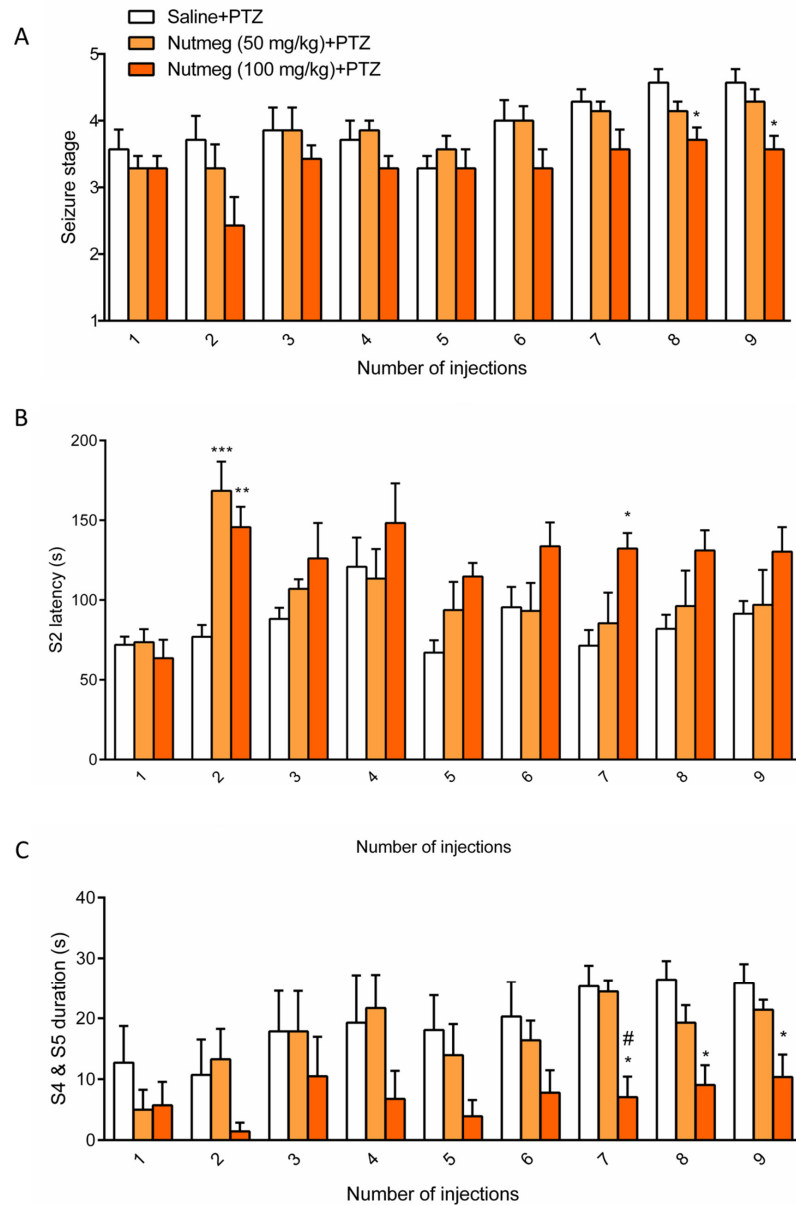 A
Saline+PTZ
Nutmeg (50 mg/kg)+PTZ
Nutmeg (100 mg/kg)+PTZ
Seizure stage
5
4
3
2
1
* *
1 2 3 4 5 6 7 8 9
Number of injections
B
S2 latency (s)
200
150
100
50
0
*** ** *
1 2 3 4 5 6 7 8 9
Number of injections
C
S4 & S5 duration (s)
40
30
20
10
0
#
* * *
1 2 3 4 5 6 7 8 9
Number of injections